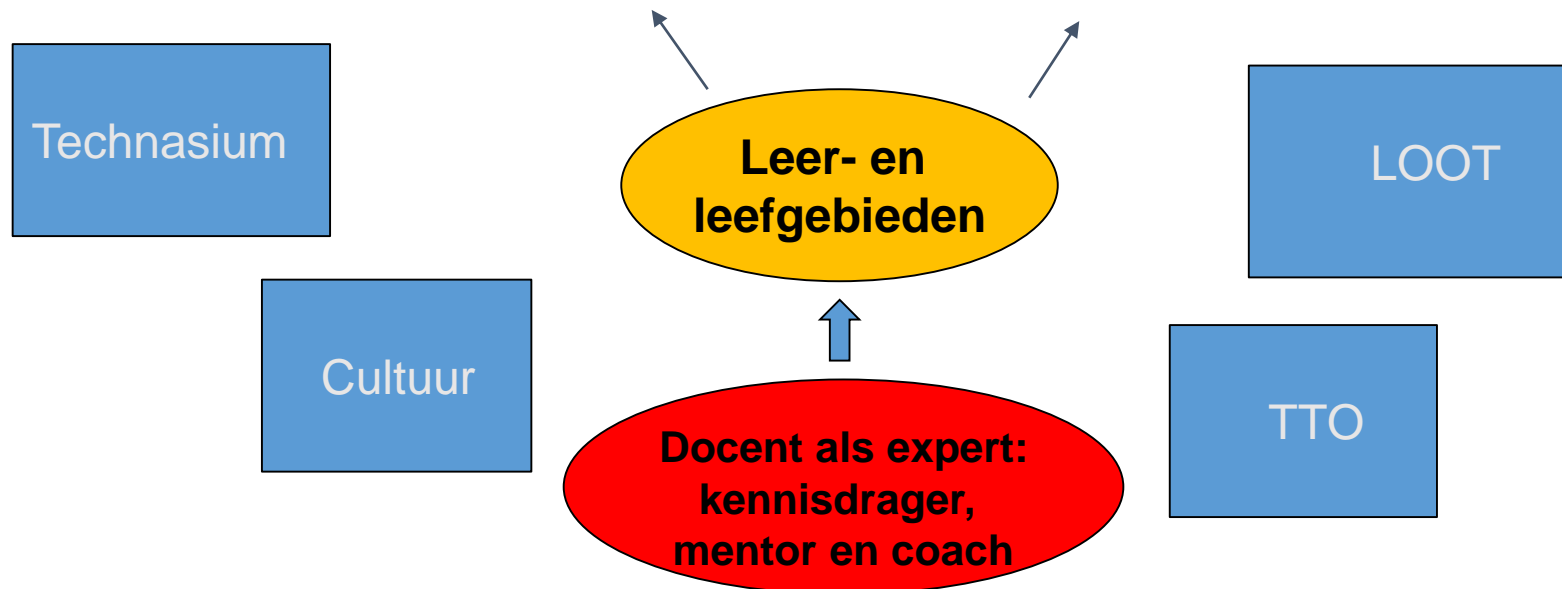 Technasium
Leer- en
leefgebieden
LOOT
Cultuur
TTO
Docent als expert:
kennisdrager,
mentor en coach